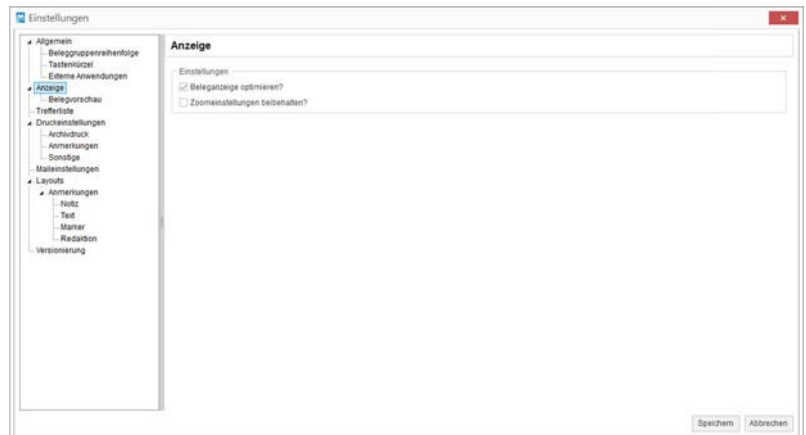 Einstellungen
Allgemein
Beleggruppenreihenfolge
Tastenkürzel
Externe Anwendungen
Anzeige
Belegvorschau
Trefferliste
Druckeinstellungen
Archivdruck
Anmerkungen
Sonstige
Maileinstellungen
Layouts
Anmerkungen
Notiz
Text
Marker
Redaktion
Versionierung
Anzeige
Einstellungen
Beleganzeige optimieren?
Zoomeinstellungen beibehalten?
Speichern Abbrechen